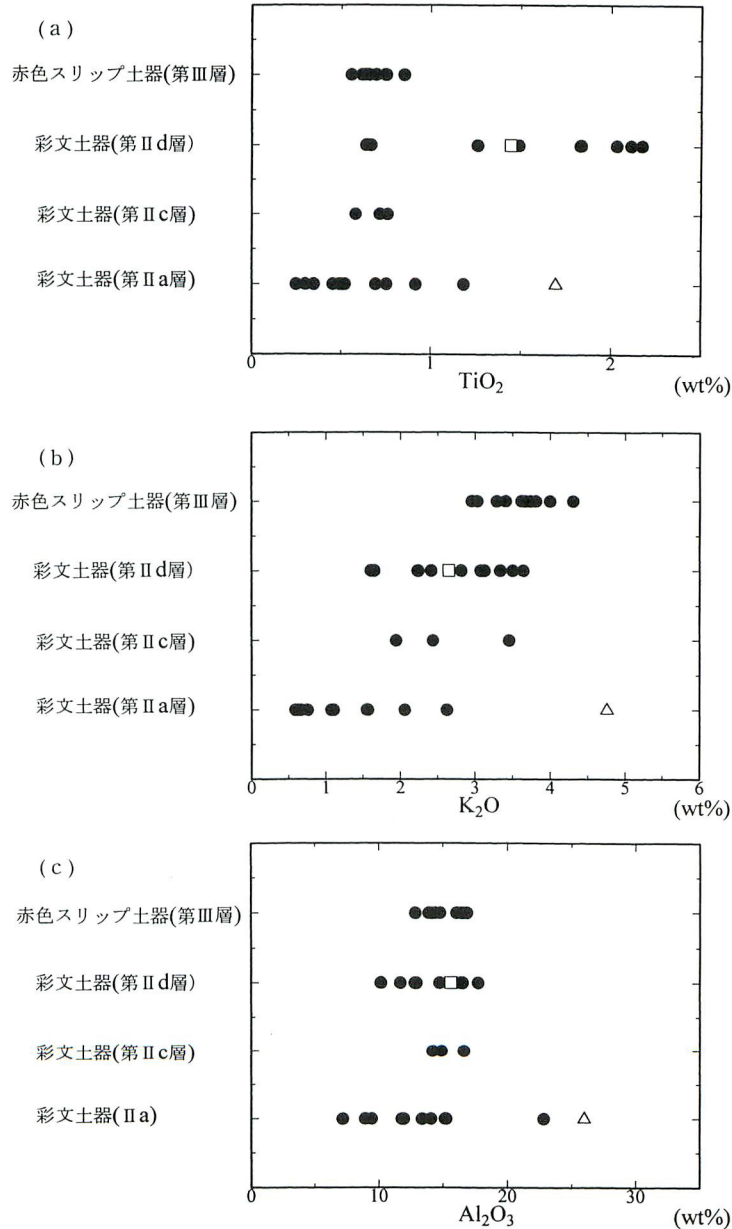 (a)
赤色スリップ土器(第Ⅲ層)
彩文土器(第Ⅱd層)
彩文土器(第Ⅱc層)
彩文土器(第Ⅱa層)
0 1 2
TiO₂ (wt%)
(b)
赤色スリップ土器(第Ⅲ層)
彩文土器(第Ⅱd層)
彩文土器(第Ⅱc層)
彩文土器(第Ⅱa層)
0 1 2 3 4 5 6
K₂O (wt%)
(c)
赤色スリップ土器(第Ⅲ層)
彩文土器(第Ⅱd層)
彩文土器(第Ⅱc層)
彩文土器(Ⅱa)
0 10 20 30
Al₂O₃ (wt%)